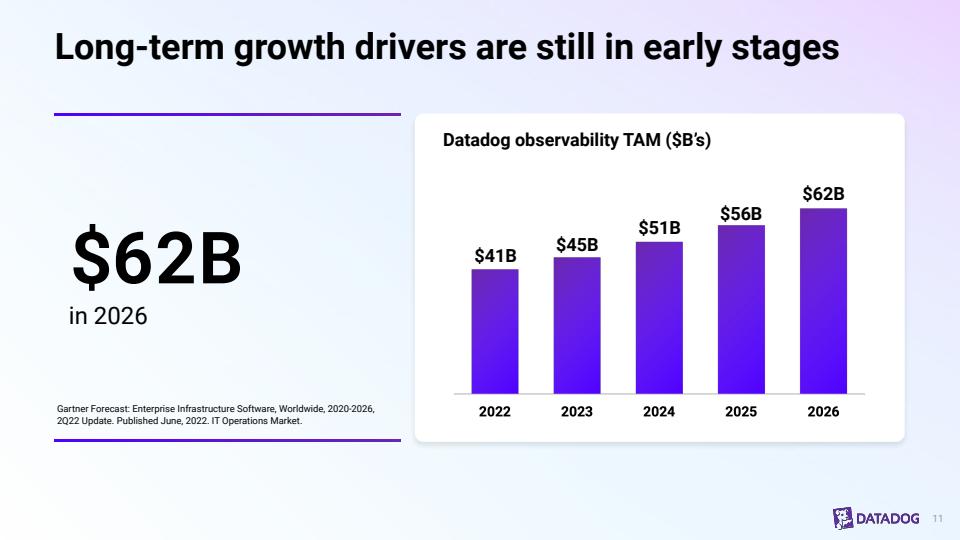 Long-term growth drivers are still in early stages
$62B
in 2026
Gartner Forecast: Enterprise Infrastructure Software, Worldwide, 2020-2026,
2Q22 Update. Published June, 2022. IT Operations Market.
Datadog observability TAM ($B’s)
$41B
$45B
$51B
$56B
$62B
2022
2023
2024
2025
2026
DATADOG
11